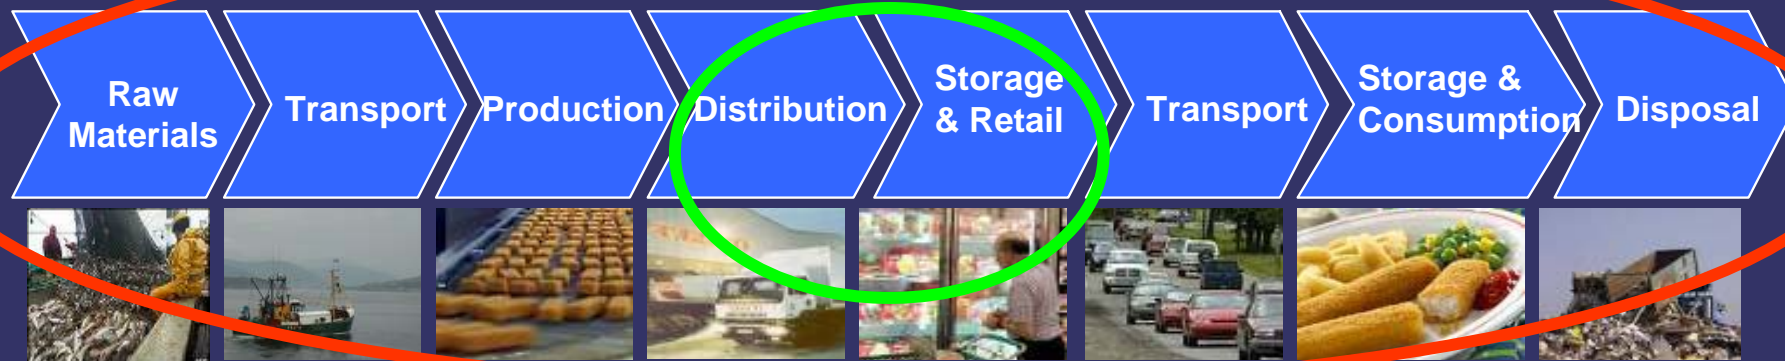 Raw
Materials
Transport
Production
Distribution
Storage
& Retail
Transport
Storage &
Consumption
Disposal